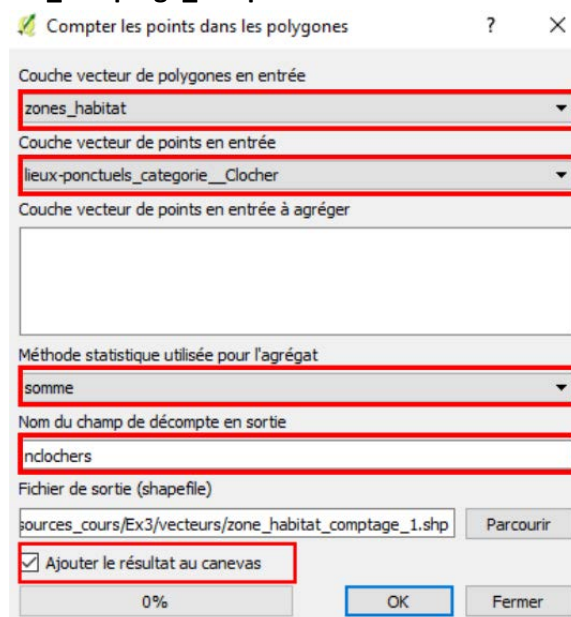 Compter les points dans les polygones ? ×
Couche vecteur de polygones en entrée
zones_habitat
Couche vecteur de points en entrée
lieux-ponctuels_categorie__Clocher
Couche vecteur de points en entrée à agréger
Méthode statistique utilisée pour l'agrégat
somme
Nom du champ de décompte en sortie
nclochers
Fichier de sortie (shapefile)
sources_cours/Ex3/vecteurs/zone_habitat_comptage_1.shp Parcourir
Ajouter le résultat au canevas
0% OK Fermer